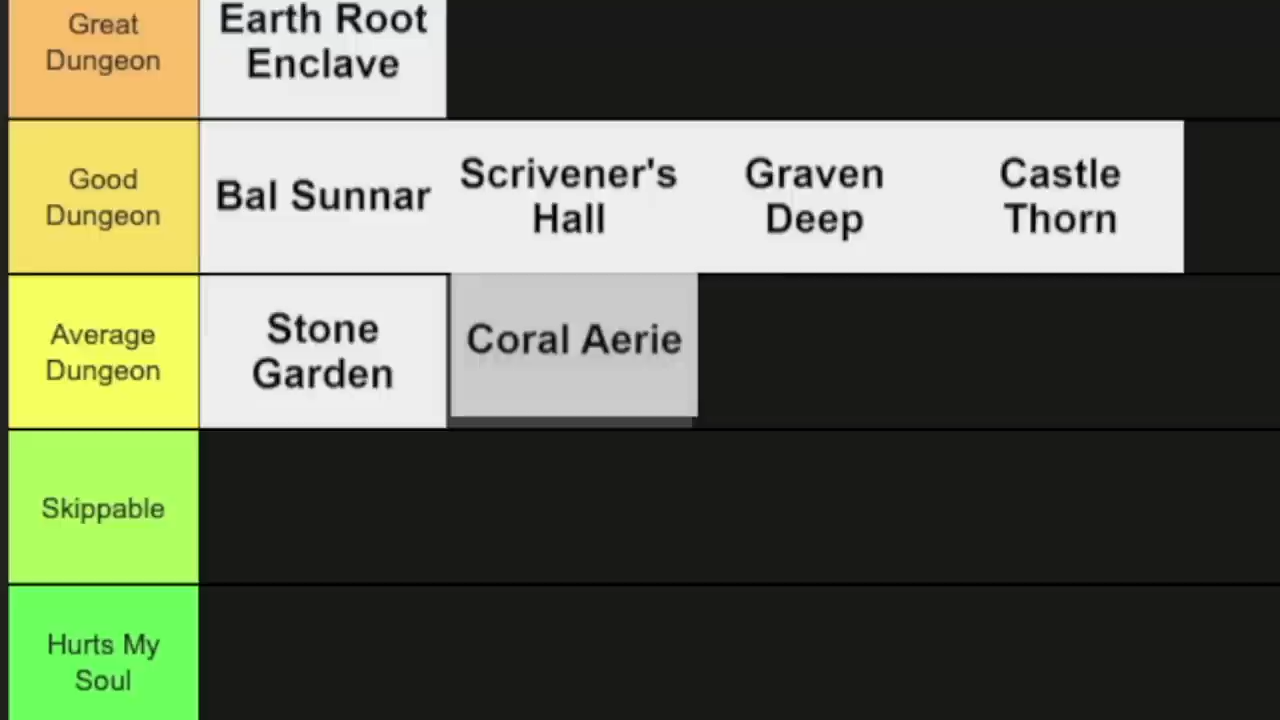 Great
Dungeon
Earth Root
Enclave
Good
Dungeon
Bal Sunnar
Scrivener's
Hall
Graven
Deep
Castle
Thorn
Average
Dungeon
Stone
Garden
Coral Aerie
Skippable
Hurts My
Soul